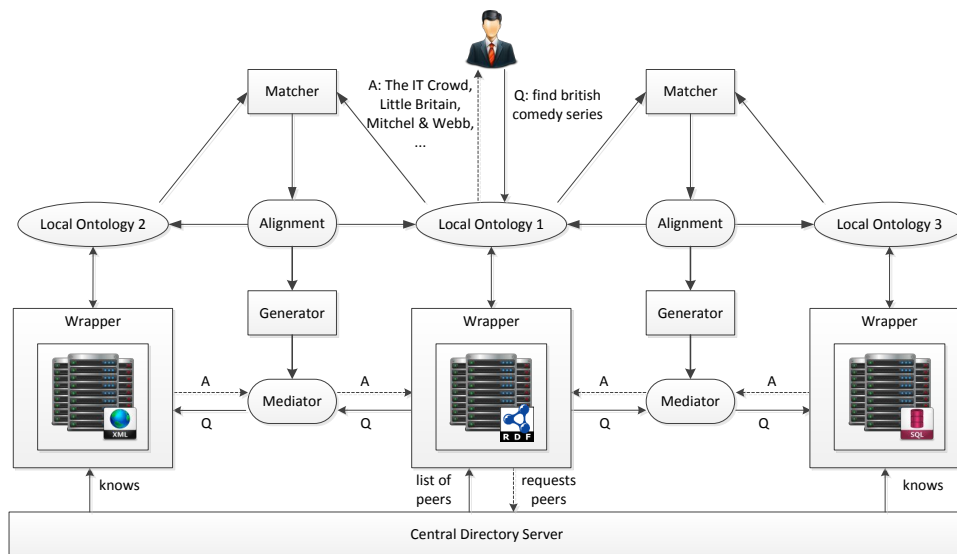 A: The IT Crowd,
Little Britain,
Mitchel & Webb,
...
Q: find british
comedy series
Matcher
Matcher
Local Ontology 2
Alignment
Local Ontology 1
Alignment
Local Ontology 3
Wrapper
Generator
Wrapper
Generator
Wrapper
XML
RDF
SQL
A
A
A
A
Mediator
Mediator
Q
Q
Q
Q
knows
list of
peers
requests
peers
knows
Central Directory Server